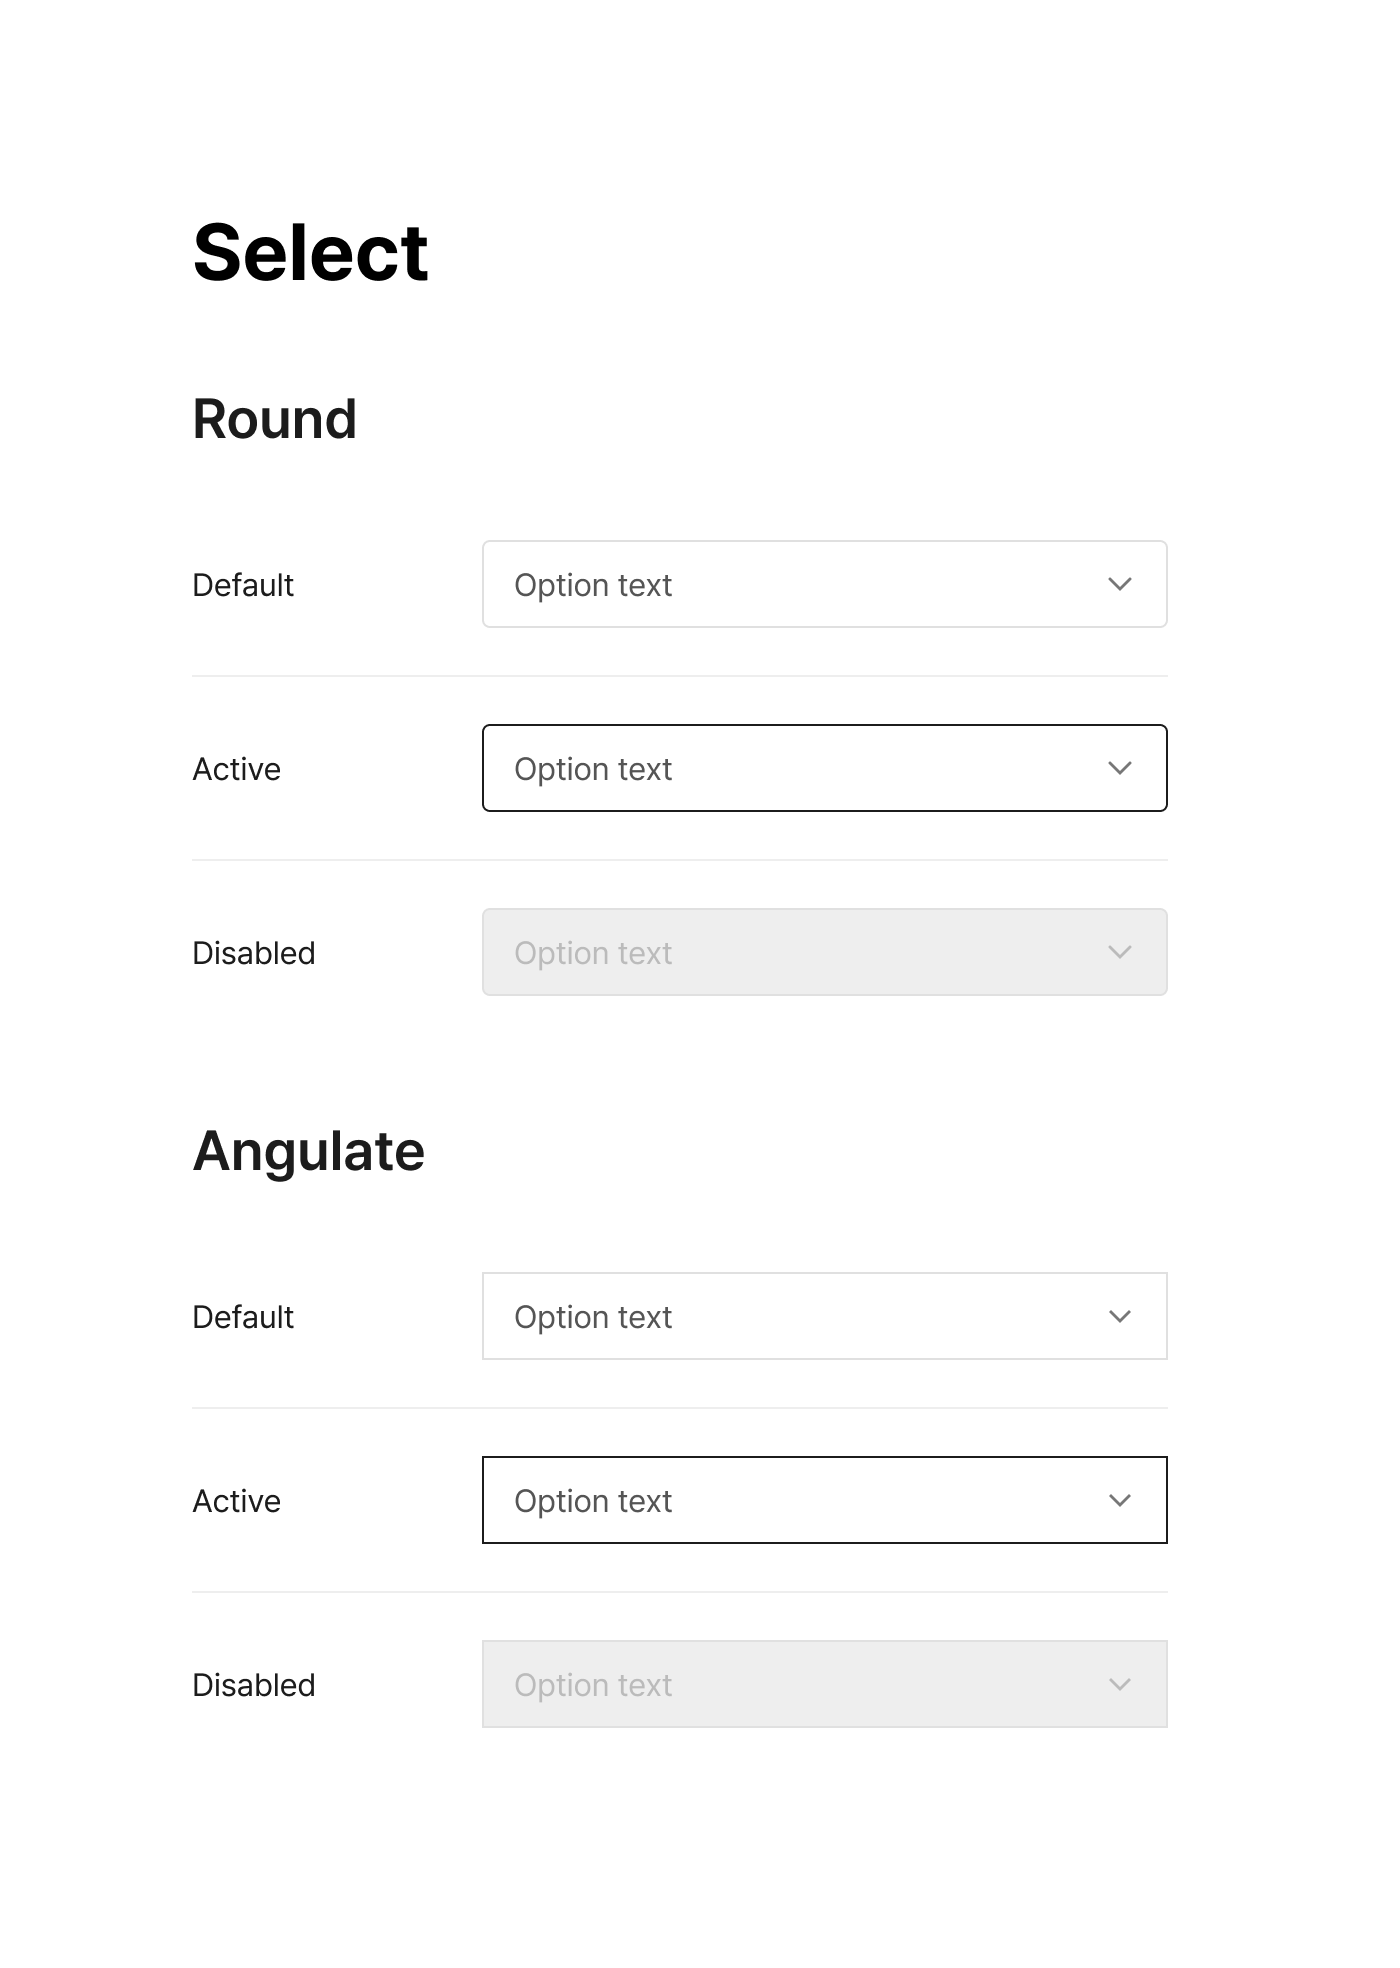 Select
Round
Default
Option text
Active
Option text
Disabled
Option text
Angulate
Default
Option text
Active
Option text
Disabled
Option text